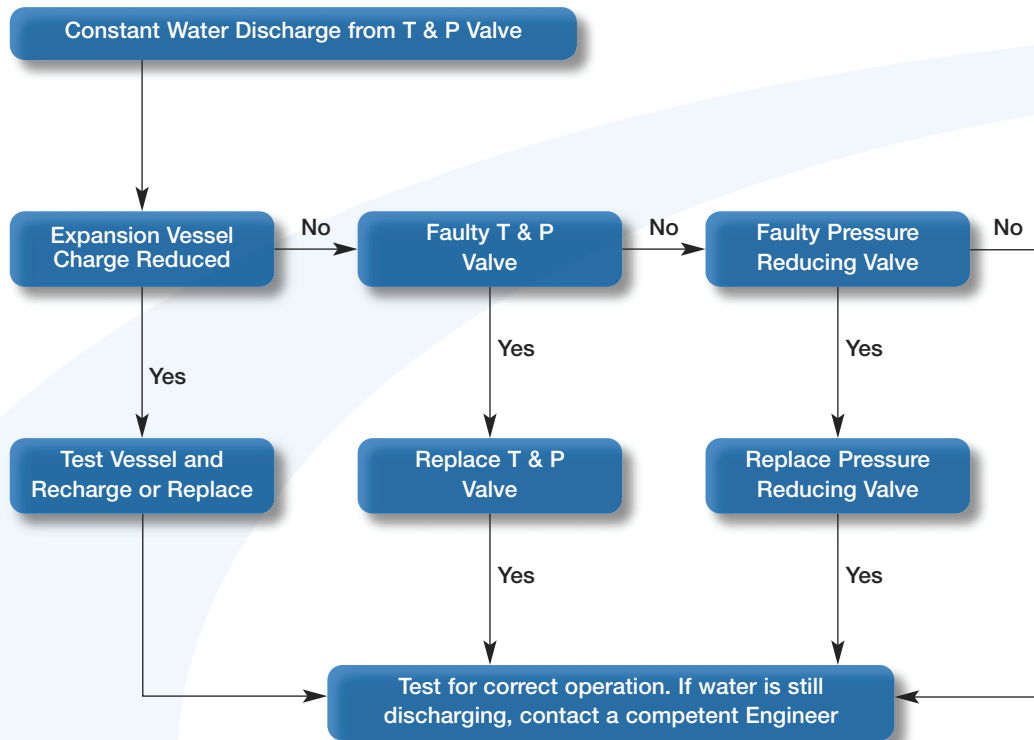 Constant Water Discharge from T & P Valve
Expansion Vessel
Charge Reduced
No
Faulty T & P
Valve
No
Faulty Pressure
Reducing Valve
No
Yes
Yes
Yes
Test Vessel and
Recharge or Replace
Replace T & P
Valve
Replace Pressure
Reducing Valve
Yes
Yes
Test for correct operation. If water is still
discharging, contact a competent Engineer